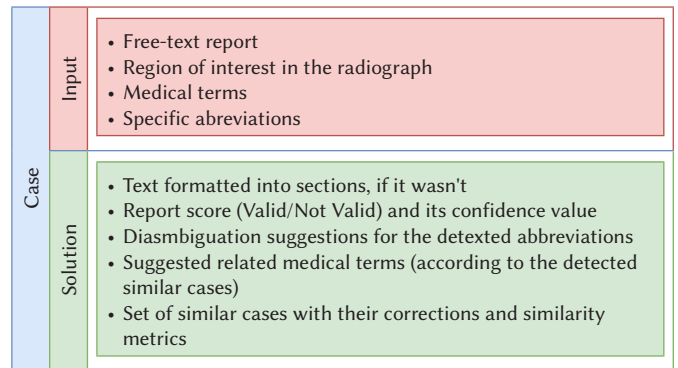 Case
Input
• Free-text report
• Region of interest in the radiograph
• Medical terms
• Specific abreviations
Solution
• Text formatted into sections, if it wasn't
• Report score (Valid/Not Valid) and its confidence value
• Diasmbiguation suggestions for the detexted abbreviations
• Suggested related medical terms (according to the detected
similar cases)
• Set of similar cases with their corrections and similarity
metrics